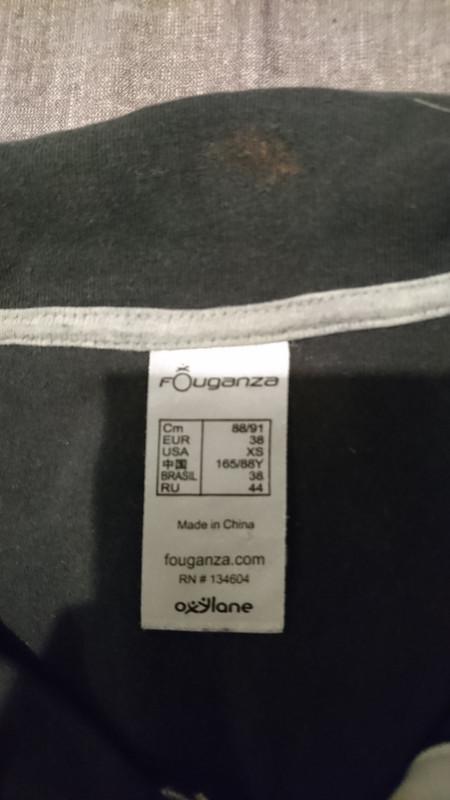 FOuganza
Cm 88/91
EUR 38
USA XS
中国 165/88Y
BRASIL 38
RU 44
Made in China
fouganza.com
RN # 134604
oxylane